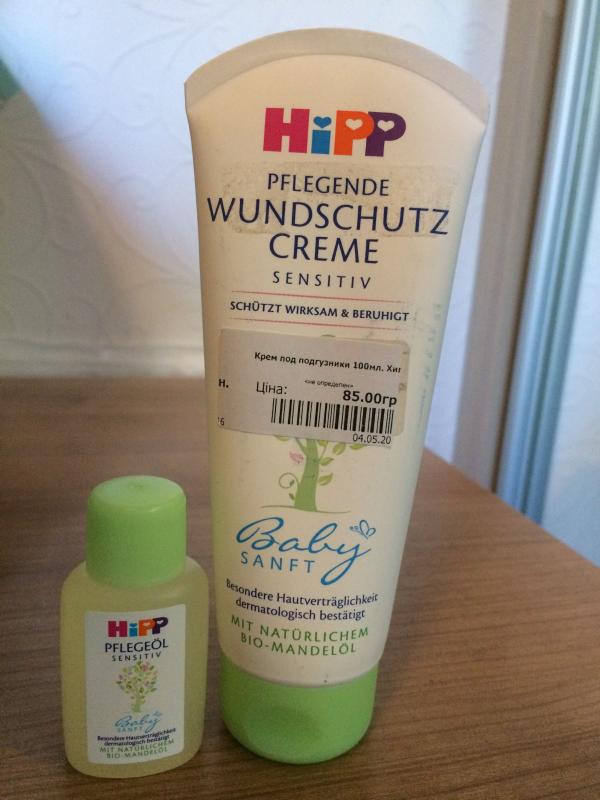 HiPP
PFLEGENDE
WUNDSCHUTZ
CREME
SENSITIV
SCHÜTZT WIRKSAM & BERUHIGT
Крем под подгузники 100мл. Хип
<не определен>
н. Ціна: 85.00гр
04.05.20
Baby
SANFT
Besondere Hautverträglichkeit
dermatologisch bestätigt
MIT NATÜRLICHEM
BIO-MANDELÖL
HiPP
PFLEGEÖL
SENSITIV
Baby
SANFT
Besondere Hautverträglichkeit
dermatologisch bestätigt
MIT NATÜRLICHEM
BIO-MANDELÖL